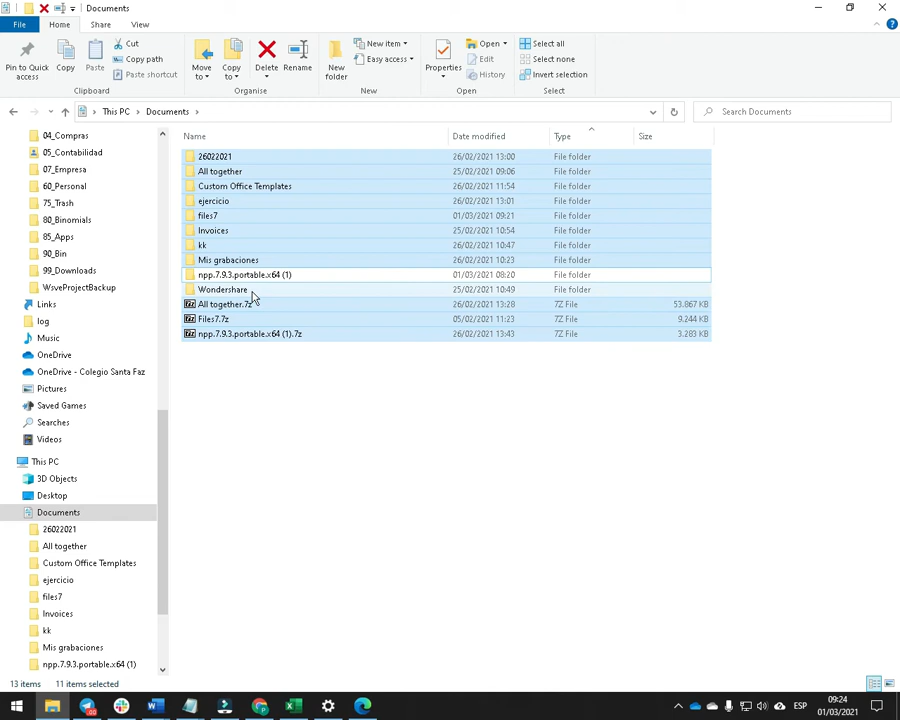 Documents
File
Home
Share
View
Pin to Quick access
Copy
Paste
Cut
Copy path
Paste shortcut
Clipboard
Move to
Copy to
Delete
Rename
Organise
New folder
New item
Easy access
New
Properties
Open
Edit
History
Open
Select all
Select none
Invert selection
Select
This PC
Documents
Search Documents
Name
Date modified
Type
Size
04_Compras
05_Contabilidad
07_Empresa
60_Personal
75_Trash
80_Binomials
85_Apps
90_Bin
99_Downloads
WsveProjectBackup
Links
log
Music
OneDrive
OneDrive - Colegio Santa Faz
Pictures
Saved Games
Searches
Videos
This PC
3D Objects
Desktop
Documents
26022021
All together
Custom Office Templates
ejercicio
files7
Invoices
kk
Mis grabaciones
npp.7.9.3.portable.x64 (1)
26022021 26/02/2021 13:00 File folder
All together 25/02/2021 09:06 File folder
Custom Office Templates 26/02/2021 11:54 File folder
ejercicio 26/02/2021 13:01 File folder
files7 01/03/2021 09:21 File folder
Invoices 25/02/2021 10:54 File folder
kk 26/02/2021 10:47 File folder
Mis grabaciones 26/02/2021 10:23 File folder
npp.7.9.3.portable.x64 (1) 01/03/2021 08:20 File folder
Wondershare 25/02/2021 10:49 File folder
All together.7z 26/02/2021 13:28 7Z File 53.867 KB
Files7.7z 05/02/2021 11:23 7Z File 9.244 KB
npp.7.9.3.portable.x64 (1).7z 26/02/2021 13:43 7Z File 3.283 KB
13 items 11 items selected
ESP
09:24
01/03/2021